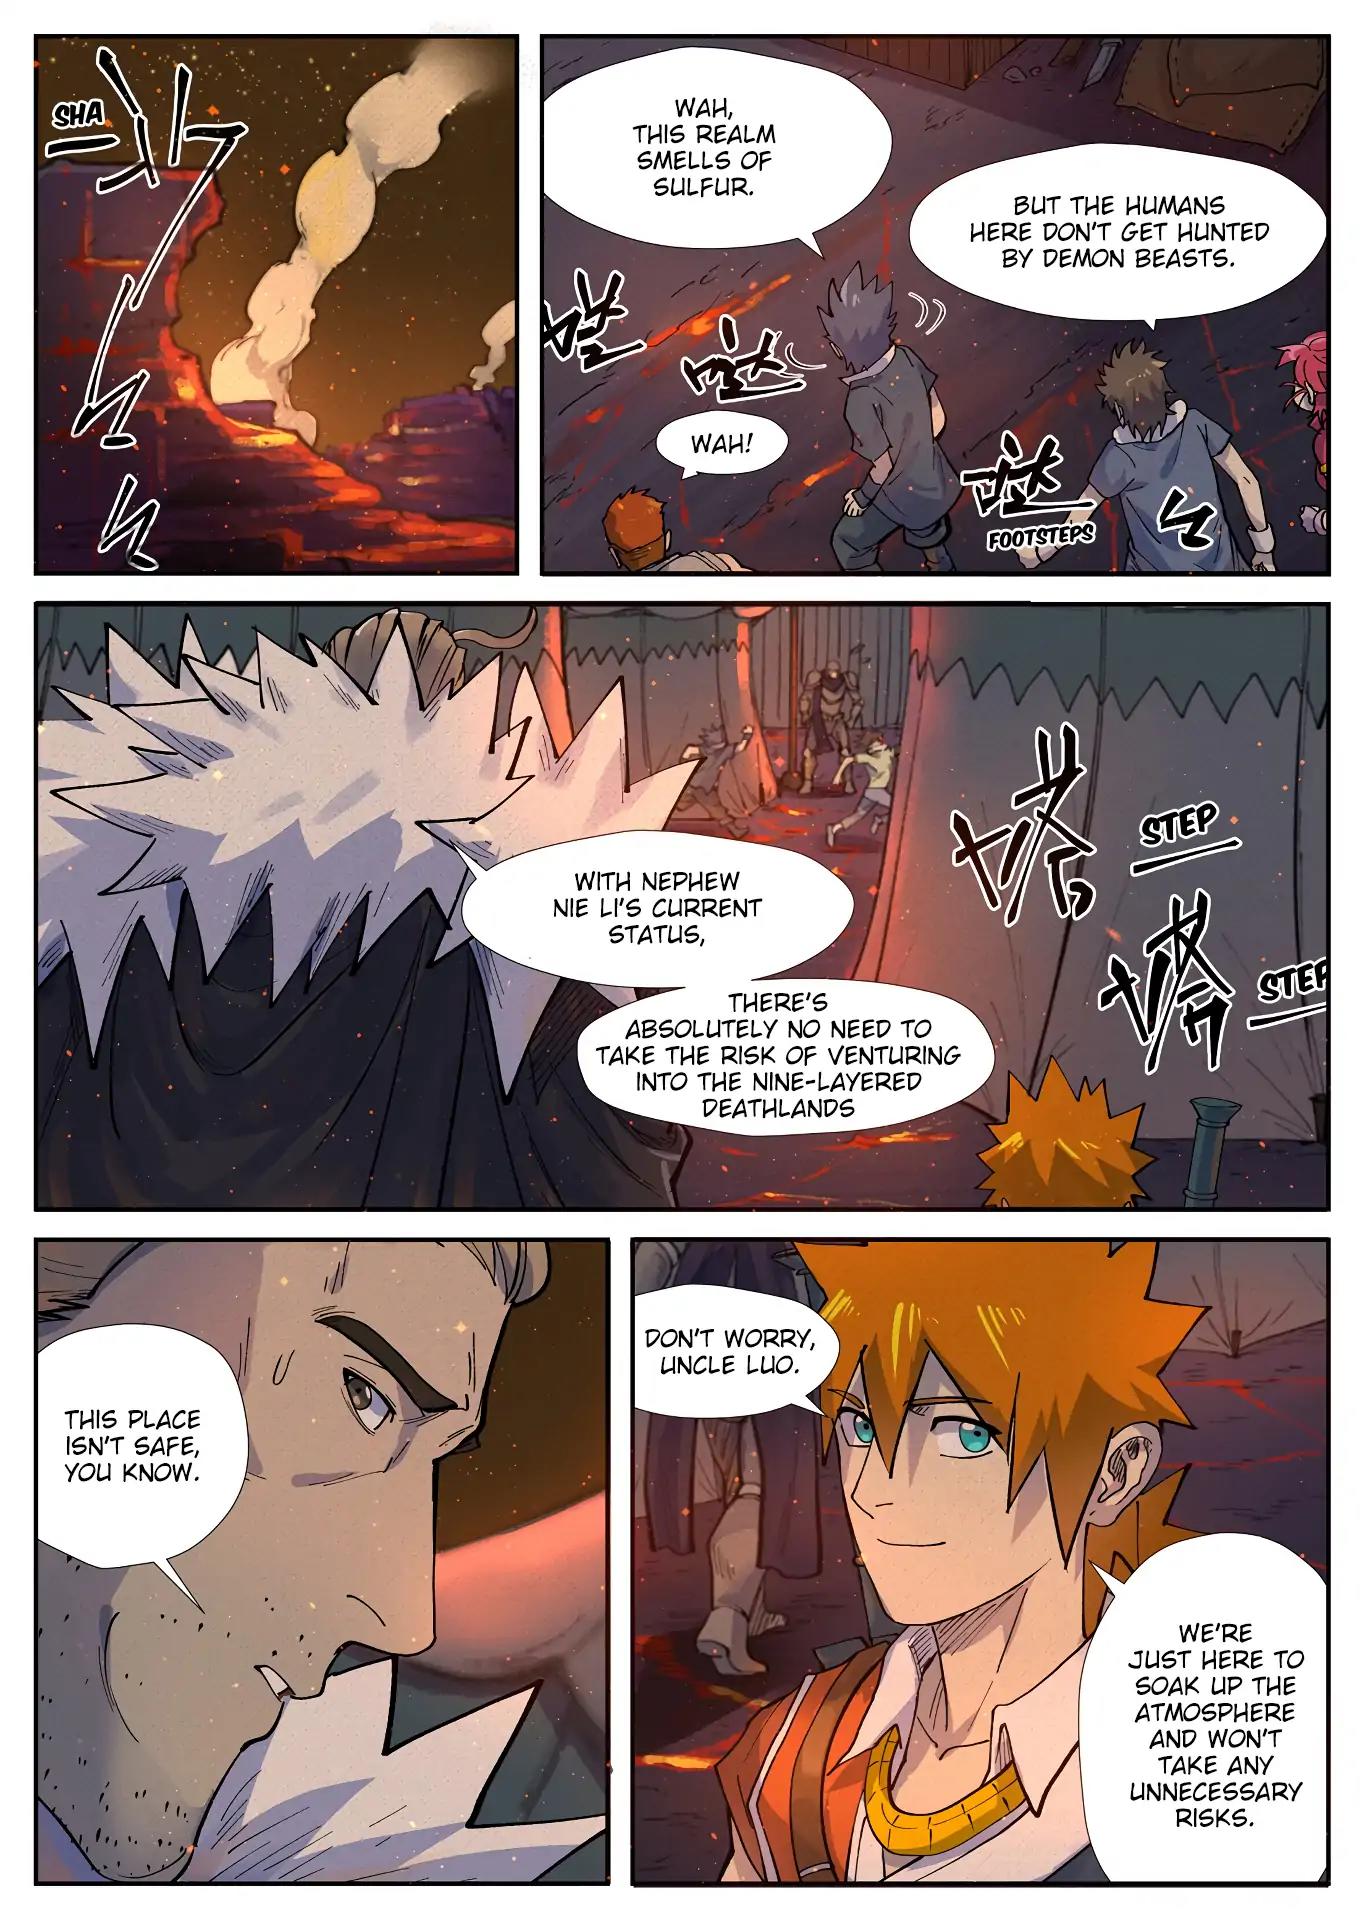 SHA
WAH,
THIS REALM
SMELLS OF
SULFUR.
BUT THE HUMANS
HERE DON'T GET HUNTED
BY DEMON BEASTS.
哒
哒
WAH!
哒
FOOTSTEPS
STEP
STEP
WITH NEPHEW
NIE LI'S CURRENT
STATUS,
THERE'S
ABSOLUTELY NO NEED TO
TAKE THE RISK OF VENTURING
INTO THE NINE-LAYERED
DEATHLANDS
THIS PLACE
ISN'T SAFE,
YOU KNOW.
DON'T WORRY,
UNCLE LUO.
WE'RE
JUST HERE TO
SOAK UP THE
ATMOSPHERE
AND WON'T
TAKE ANY
UNNECESSARY
RISKS.